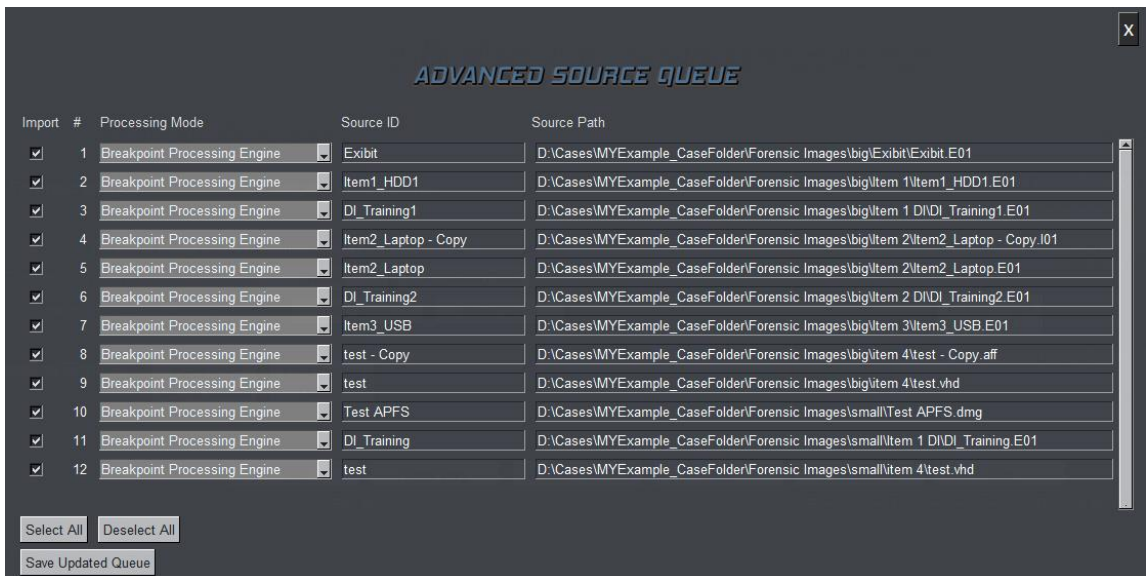 X
ADVANCED SOURCE QUEUE
Import # Processing Mode Source ID Source Path
1 Breakpoint Processing Engine Exibit D:\Cases\MYExample_CaseFolder\Forensic Images\big\Exibit\Exibit.E01
2 Breakpoint Processing Engine Item1_HDD1 D:\Cases\MYExample_CaseFolder\Forensic Images\big\Item 1\Item1_HDD1.E01
3 Breakpoint Processing Engine DI_Training1 D:\Cases\MYExample_CaseFolder\Forensic Images\big\Item 1 DI\DI_Training1.E01
4 Breakpoint Processing Engine Item2_Laptop - Copy D:\Cases\MYExample_CaseFolder\Forensic Images\big\Item 2\Item2_Laptop - Copy.l01
5 Breakpoint Processing Engine Item2_Laptop D:\Cases\MYExample_CaseFolder\Forensic Images\big\Item 2\Item2_Laptop.E01
6 Breakpoint Processing Engine DI_Training2 D:\Cases\MYExample_CaseFolder\Forensic Images\big\Item 2 DI\DI_Training2.E01
7 Breakpoint Processing Engine Item3_USB D:\Cases\MYExample_CaseFolder\Forensic Images\big\Item 3\Item3_USB.E01
8 Breakpoint Processing Engine test - Copy D:\Cases\MYExample_CaseFolder\Forensic Images\big\item 4\test - Copy.aff
9 Breakpoint Processing Engine test D:\Cases\MYExample_CaseFolder\Forensic Images\big\item 4\test.vhd
10 Breakpoint Processing Engine Test APFS D:\Cases\MYExample_CaseFolder\Forensic Images\small\Test APFS.dmg
11 Breakpoint Processing Engine DI_Training D:\Cases\MYExample_CaseFolder\Forensic Images\small\Item 1 DI\DI_Training.E01
12 Breakpoint Processing Engine test D:\Cases\MYExample_CaseFolder\Forensic Images\small\item 4\test.vhd
Select All Deselect All
Save Updated Queue